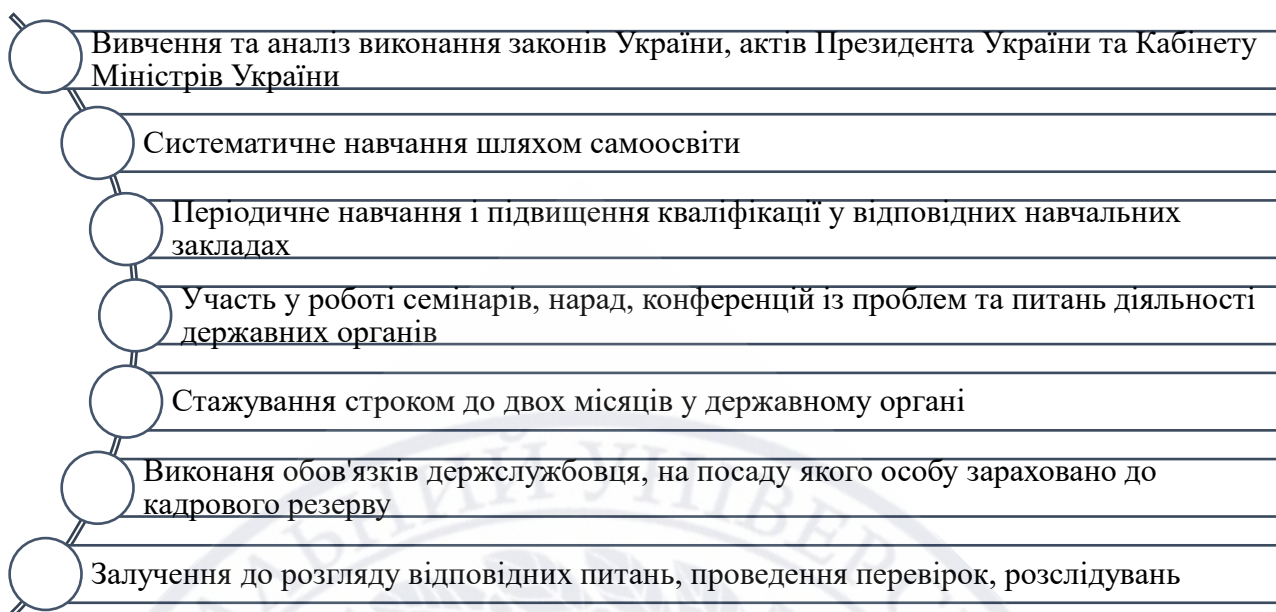 Вивчення та аналіз виконання законів України, актів Президента України та Кабінету
Міністрів України
Систематичне навчання шляхом самоосвіти
Періодичне навчання і підвищення кваліфікації у відповідних навчальних
закладах
Участь у роботі семінарів, нарад, конференцій із проблем та питань діяльності
державних органів
Стажування строком до двох місяців у державному органі
Виконаня обов'язків держслужбовця, на посаду якого особу зараховано до
кадрового резерву
Залучення до розгляду відповідних питань, проведення перевірок, розслідувань